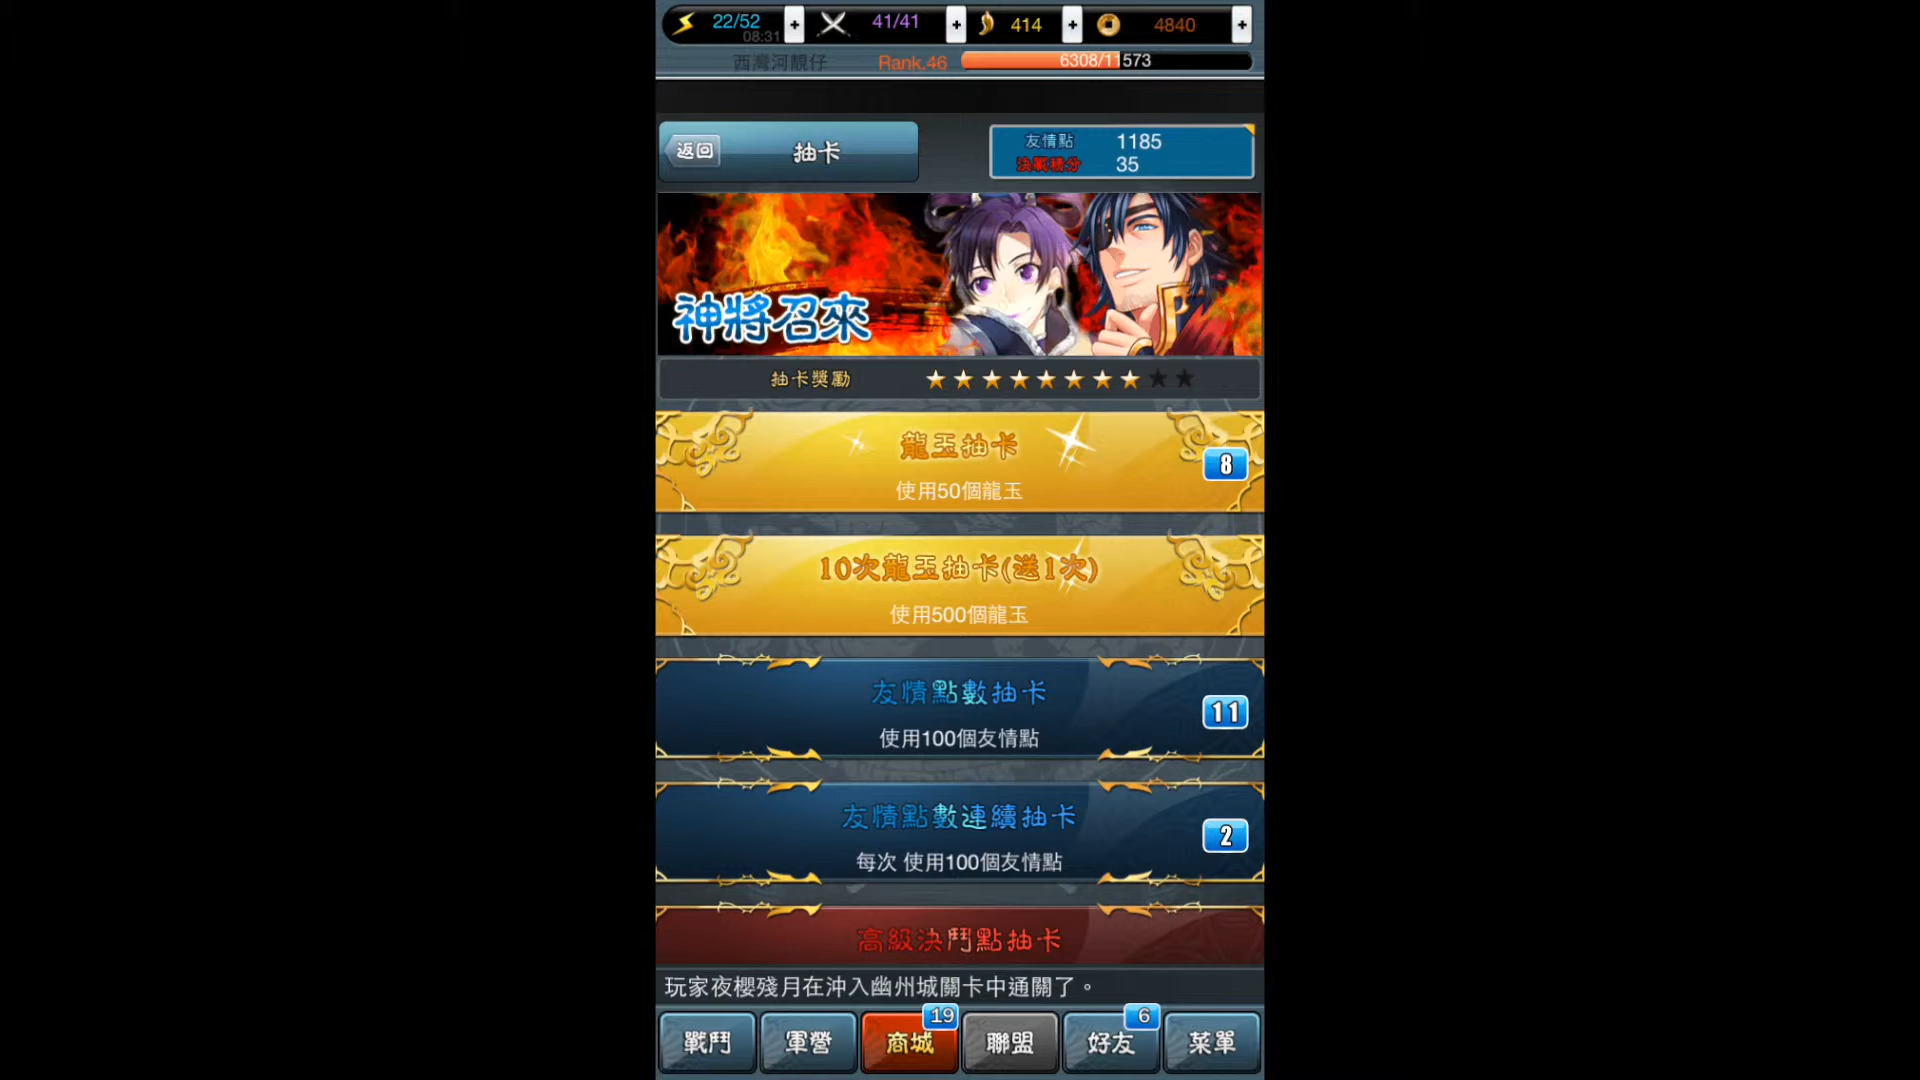 22/52
08:31
41/41
414
4840
西灣河靚仔
Rank.46
6308/11573
返回
抽卡
友情點 1185
決戰積分 35
神將召來
抽卡獎勵
龍玉抽卡
使用50個龍玉
8
10次龍玉抽卡(送1次)
使用500個龍玉
友情點數抽卡
使用100個友情點
11
友情點數連續抽卡
每次 使用100個友情點
2
高級決鬥點抽卡
玩家夜櫻殘月在沖入幽州城關卡中通關了。
戰鬥
軍營
商城
19
聯盟
好友
6
菜單